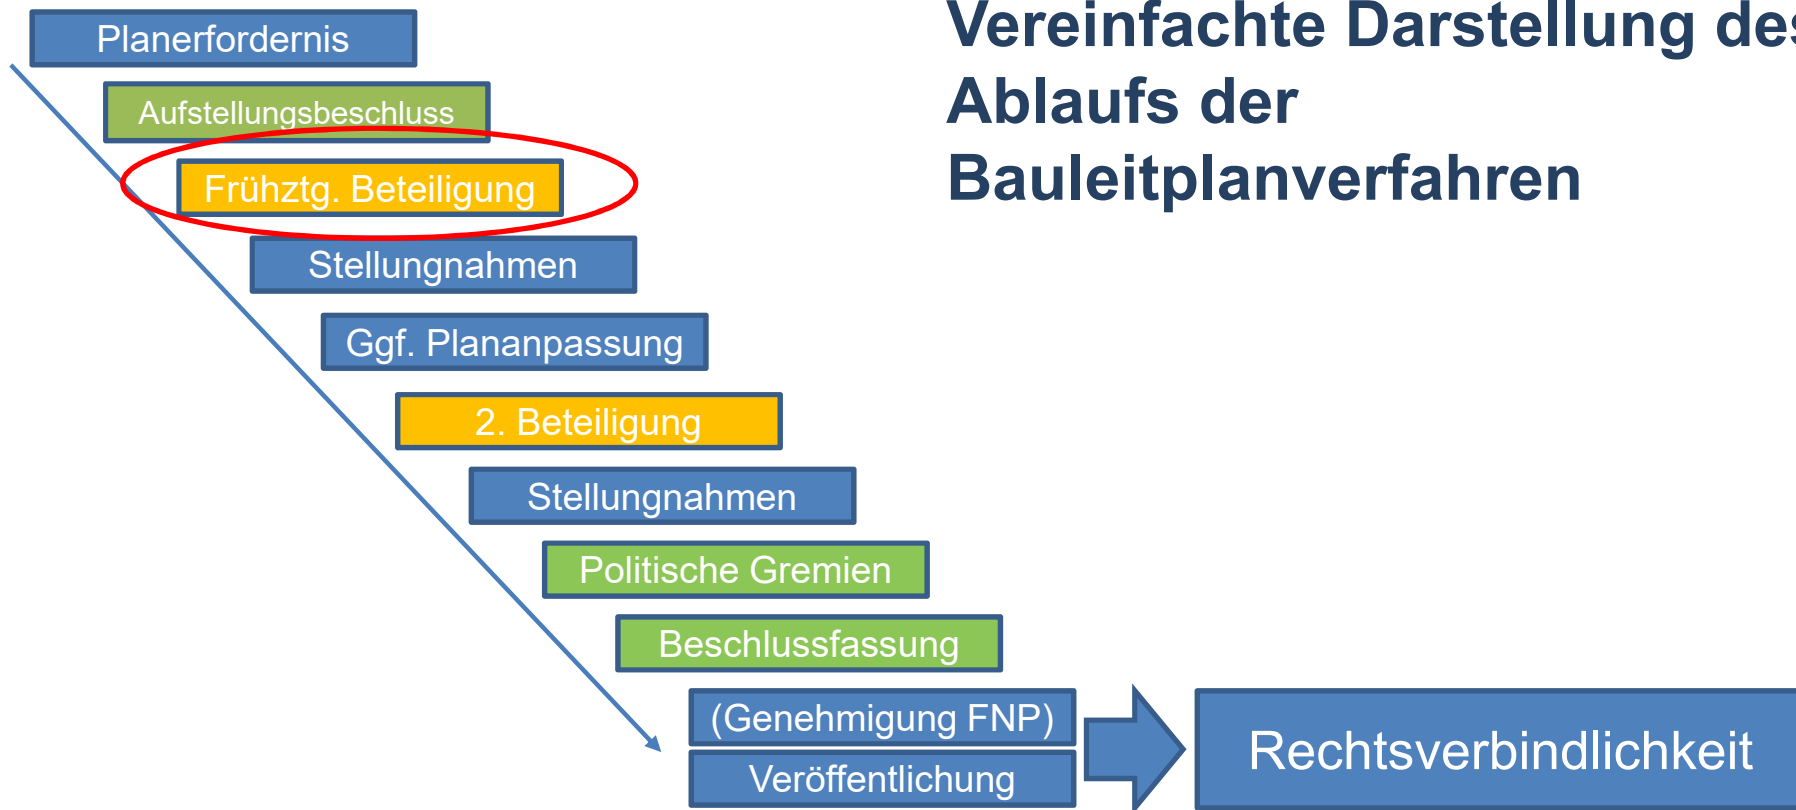 Vereinfachte Darstellung des
Ablaufs der
Bauleitplanverfahren
Planerfordernis
Aufstellungsbeschluss
Frühztg. Beteiligung
Stellungnahmen
Ggf. Plananpassung
2. Beteiligung
Stellungnahmen
Politische Gremien
Beschlussfassung
(Genehmigung FNP)
Veröffentlichung
Rechtsverbindlichkeit